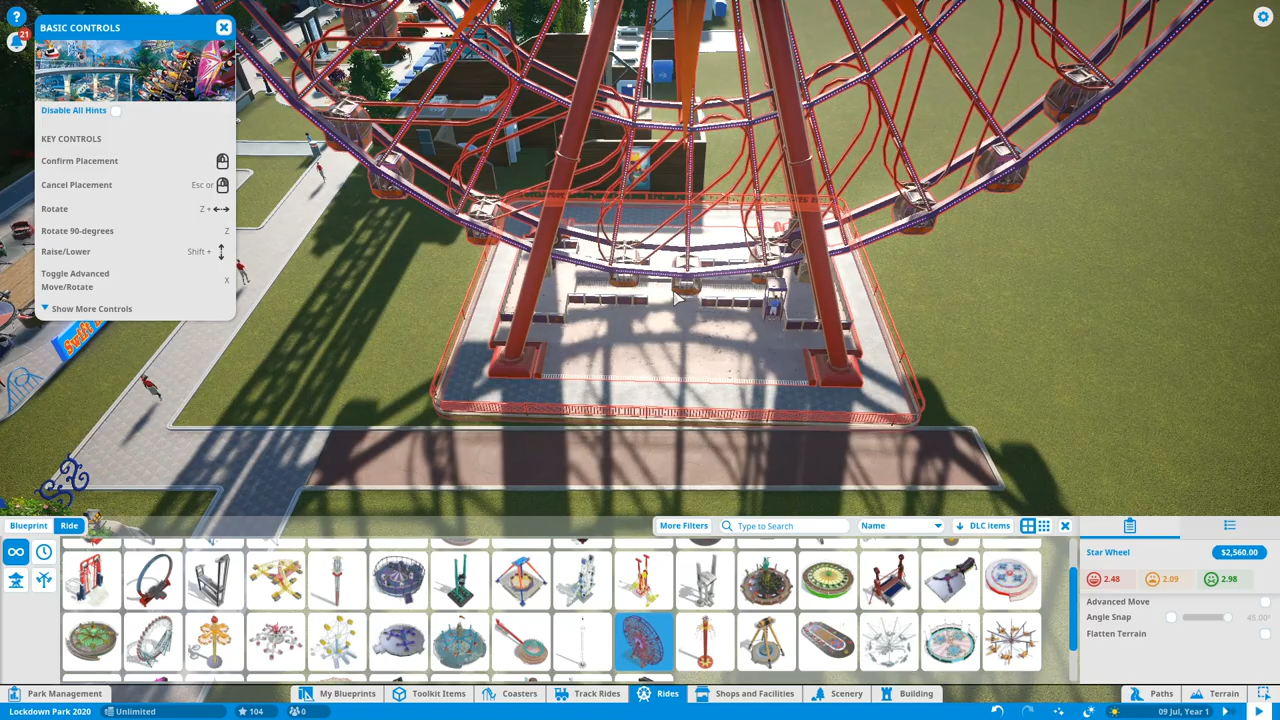 BASIC CONTROLS
21
Disable All Hints
KEY CONTROLS
Confirm Placement
Cancel Placement Esc or
Rotate Z +
Rotate 90-degrees Z
Raise/Lower Shift +
Toggle Advanced
Move/Rotate X
Show More Controls
Blueprint Ride More Filters Type to Search Name DLC items
Star Wheel $2,560.00
2.48 2.09 2.98
Advanced Move
Angle Snap 45.00°
Flatten Terrain
Park Management My Blueprints Toolkit Items Coasters Track Rides Rides Shops and Facilities Scenery Building Paths Terrain
Lockdown Park 2020 Unlimited 104 0 09 Jul, Year 1